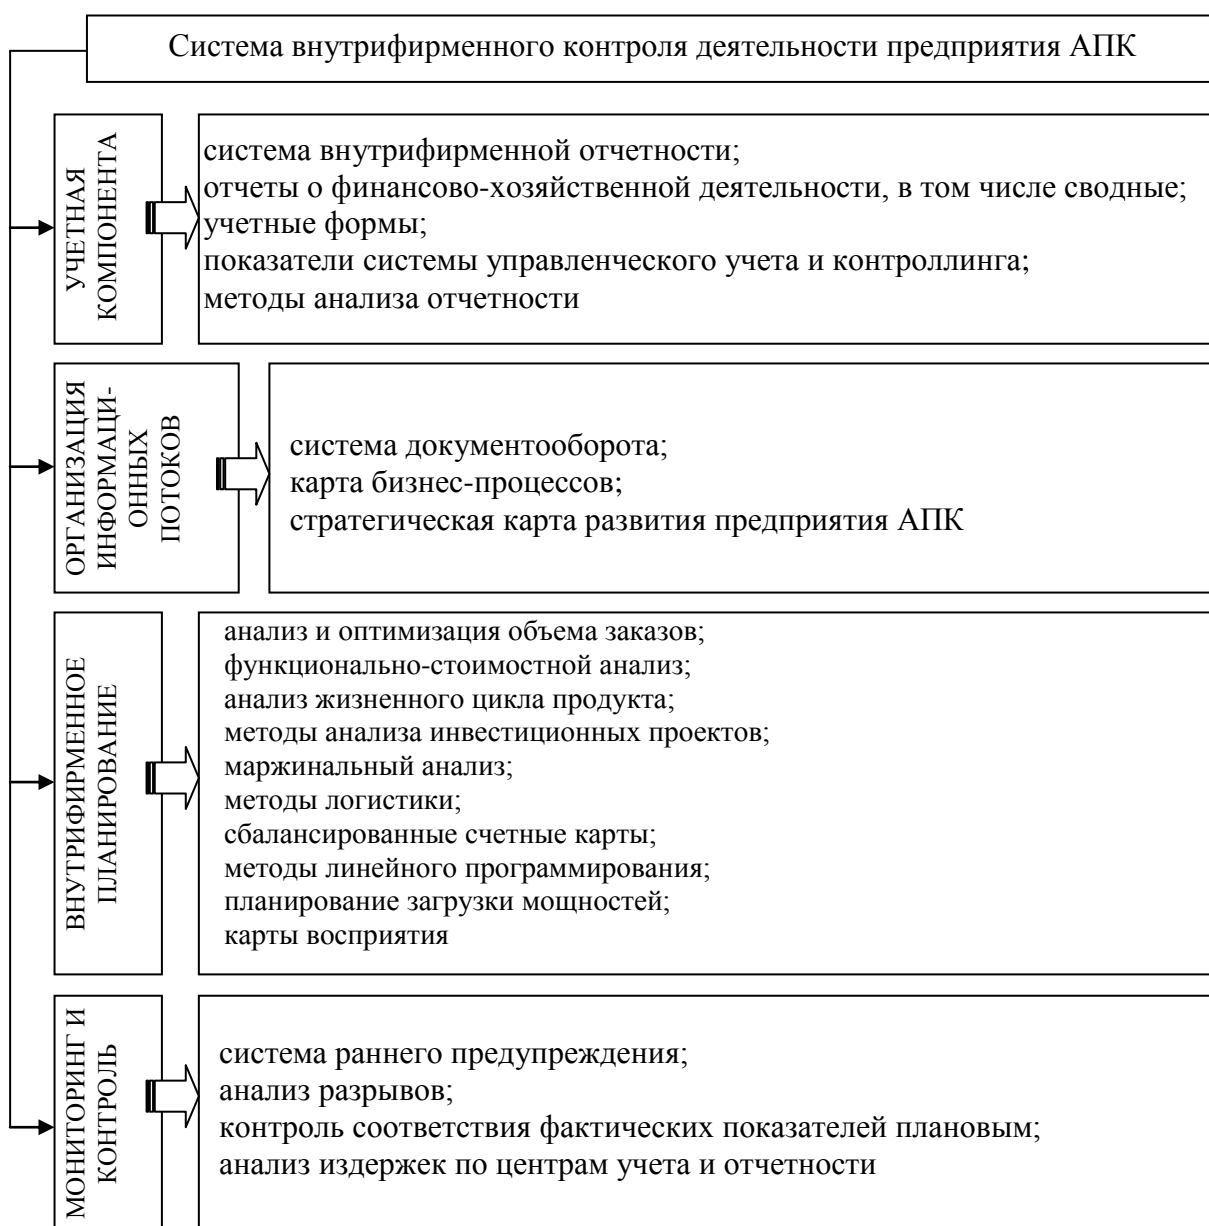 Система внутрифирменного контроля деятельности предприятия АПК
УЧЕТНАЯ
КОМПОНЕНТА
система внутрифирменной отчетности;
отчеты о финансово-хозяйственной деятельности, в том числе сводные;
учетные формы;
показатели системы управленческого учета и контроллинга;
методы анализа отчетности
ОРГАНИЗАЦИЯ
ИНФОРМАЦИ-
ОННЫХ
ПОТОКОВ
система документооборота;
карта бизнес-процессов;
стратегическая карта развития предприятия АПК
ВНУТРИФИРМЕННОЕ
ПЛАНИРОВАНИЕ
анализ и оптимизация объема заказов;
функционально-стоимостной анализ;
анализ жизненного цикла продукта;
методы анализа инвестиционных проектов;
маржинальный анализ;
методы логистики;
сбалансированные счетные карты;
методы линейного программирования;
планирование загрузки мощностей;
карты восприятия
МОНИТОРИНГ И
КОНТРОЛЬ
система раннего предупреждения;
анализ разрывов;
контроль соответствия фактических показателей плановым;
анализ издержек по центрам учета и отчетности